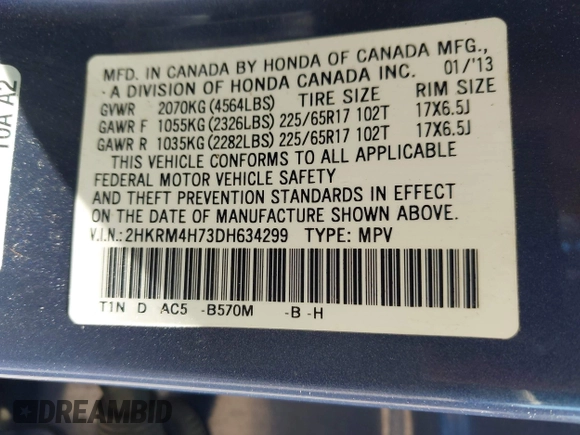 MFD. IN CANADA BY HONDA OF CANADA MFG.,
A DIVISION OF HONDA CANADA INC. 01/'13
GVWR 2070KG(4564LBS) TIRE SIZE RIM SIZE
GAWR F 1055KG(2326LBS) 225/65R17 102T 17X6.5J
GAWR R 1035KG(2282LBS) 225/65R17 102T 17X6.5J
THIS VEHICLE CONFORMS TO ALL APPLICABLE
FEDERAL MOTOR VEHICLE SAFETY
AND THEFT PREVENTION STANDARDS IN EFFECT
ON THE DATE OF MANUFACTURE SHOWN ABOVE.
V.I.N.:2HKRM4H73DH634299 TYPE: MPV
T1N D AC5 -B570M -B -H
10A A2
DREAMBID